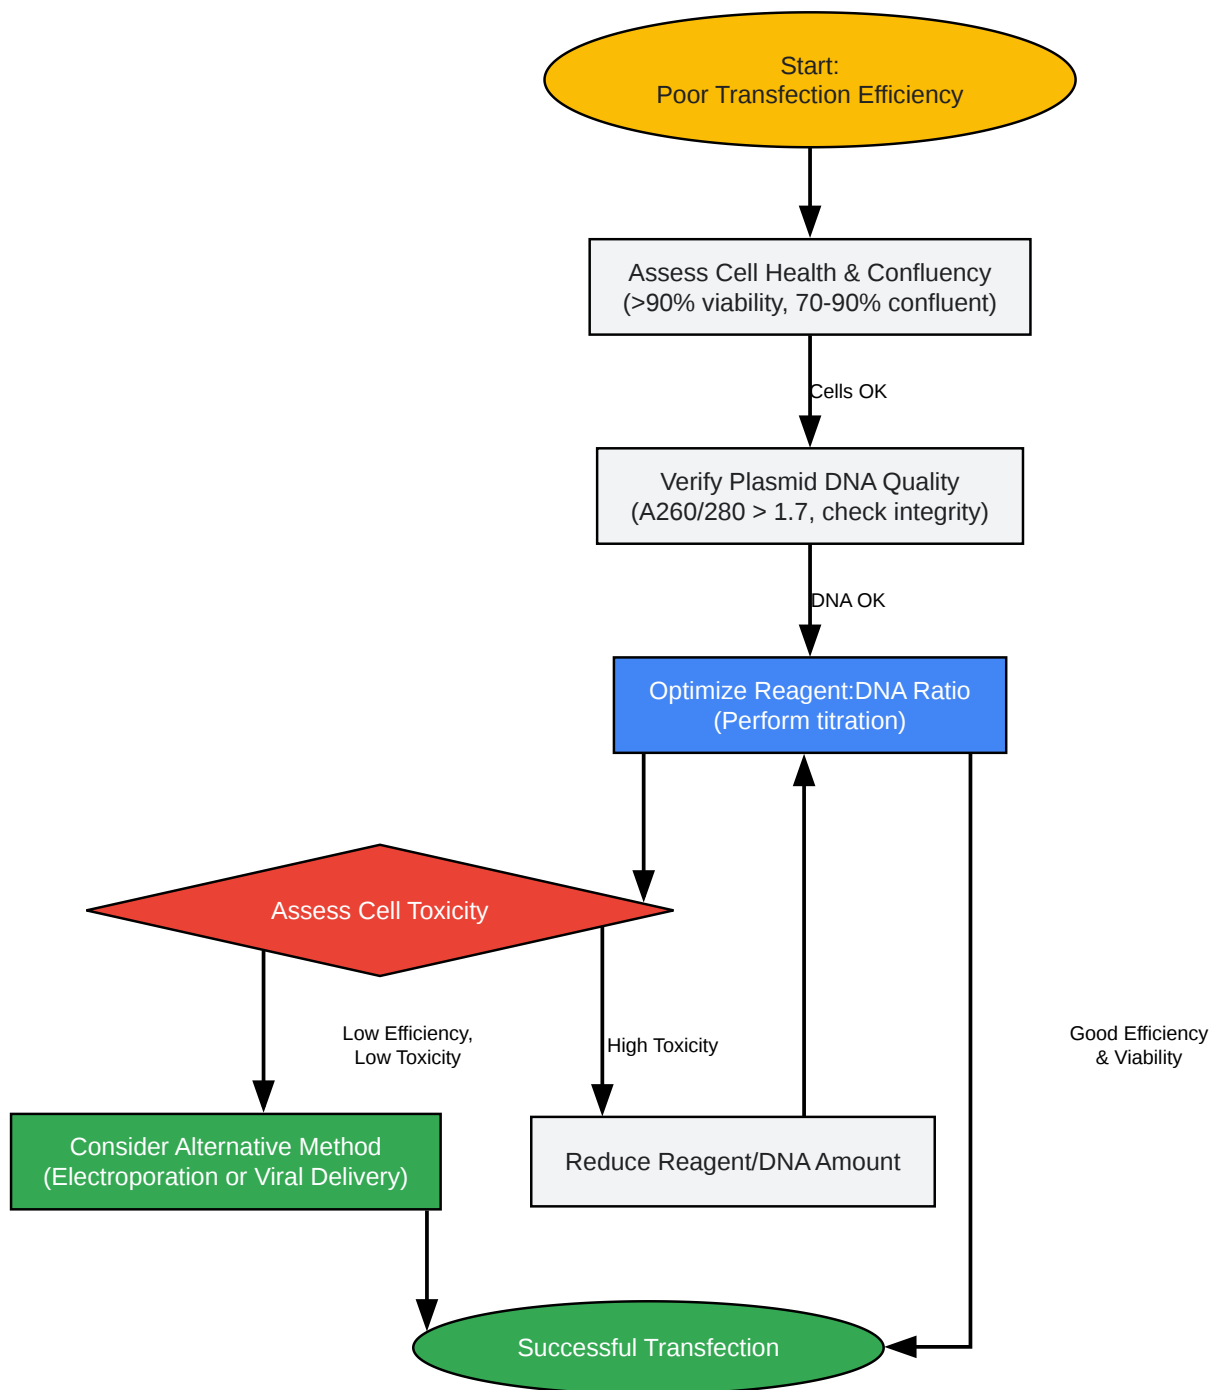 Start:
Poor Transfection Efficiency
Assess Cell Health & Confluency
(>90% viability, 70-90% confluent)
Cells OK
Verify Plasmid DNA Quality
(A260/280 > 1.7, check integrity)
DNA OK
Optimize Reagent:DNA Ratio
(Perform titration)
Assess Cell Toxicity
Low Efficiency,
Low Toxicity
High Toxicity
Good Efficiency
& Viability
Consider Alternative Method
(Electroporation or Viral Delivery)
Reduce Reagent/DNA Amount
Successful Transfection